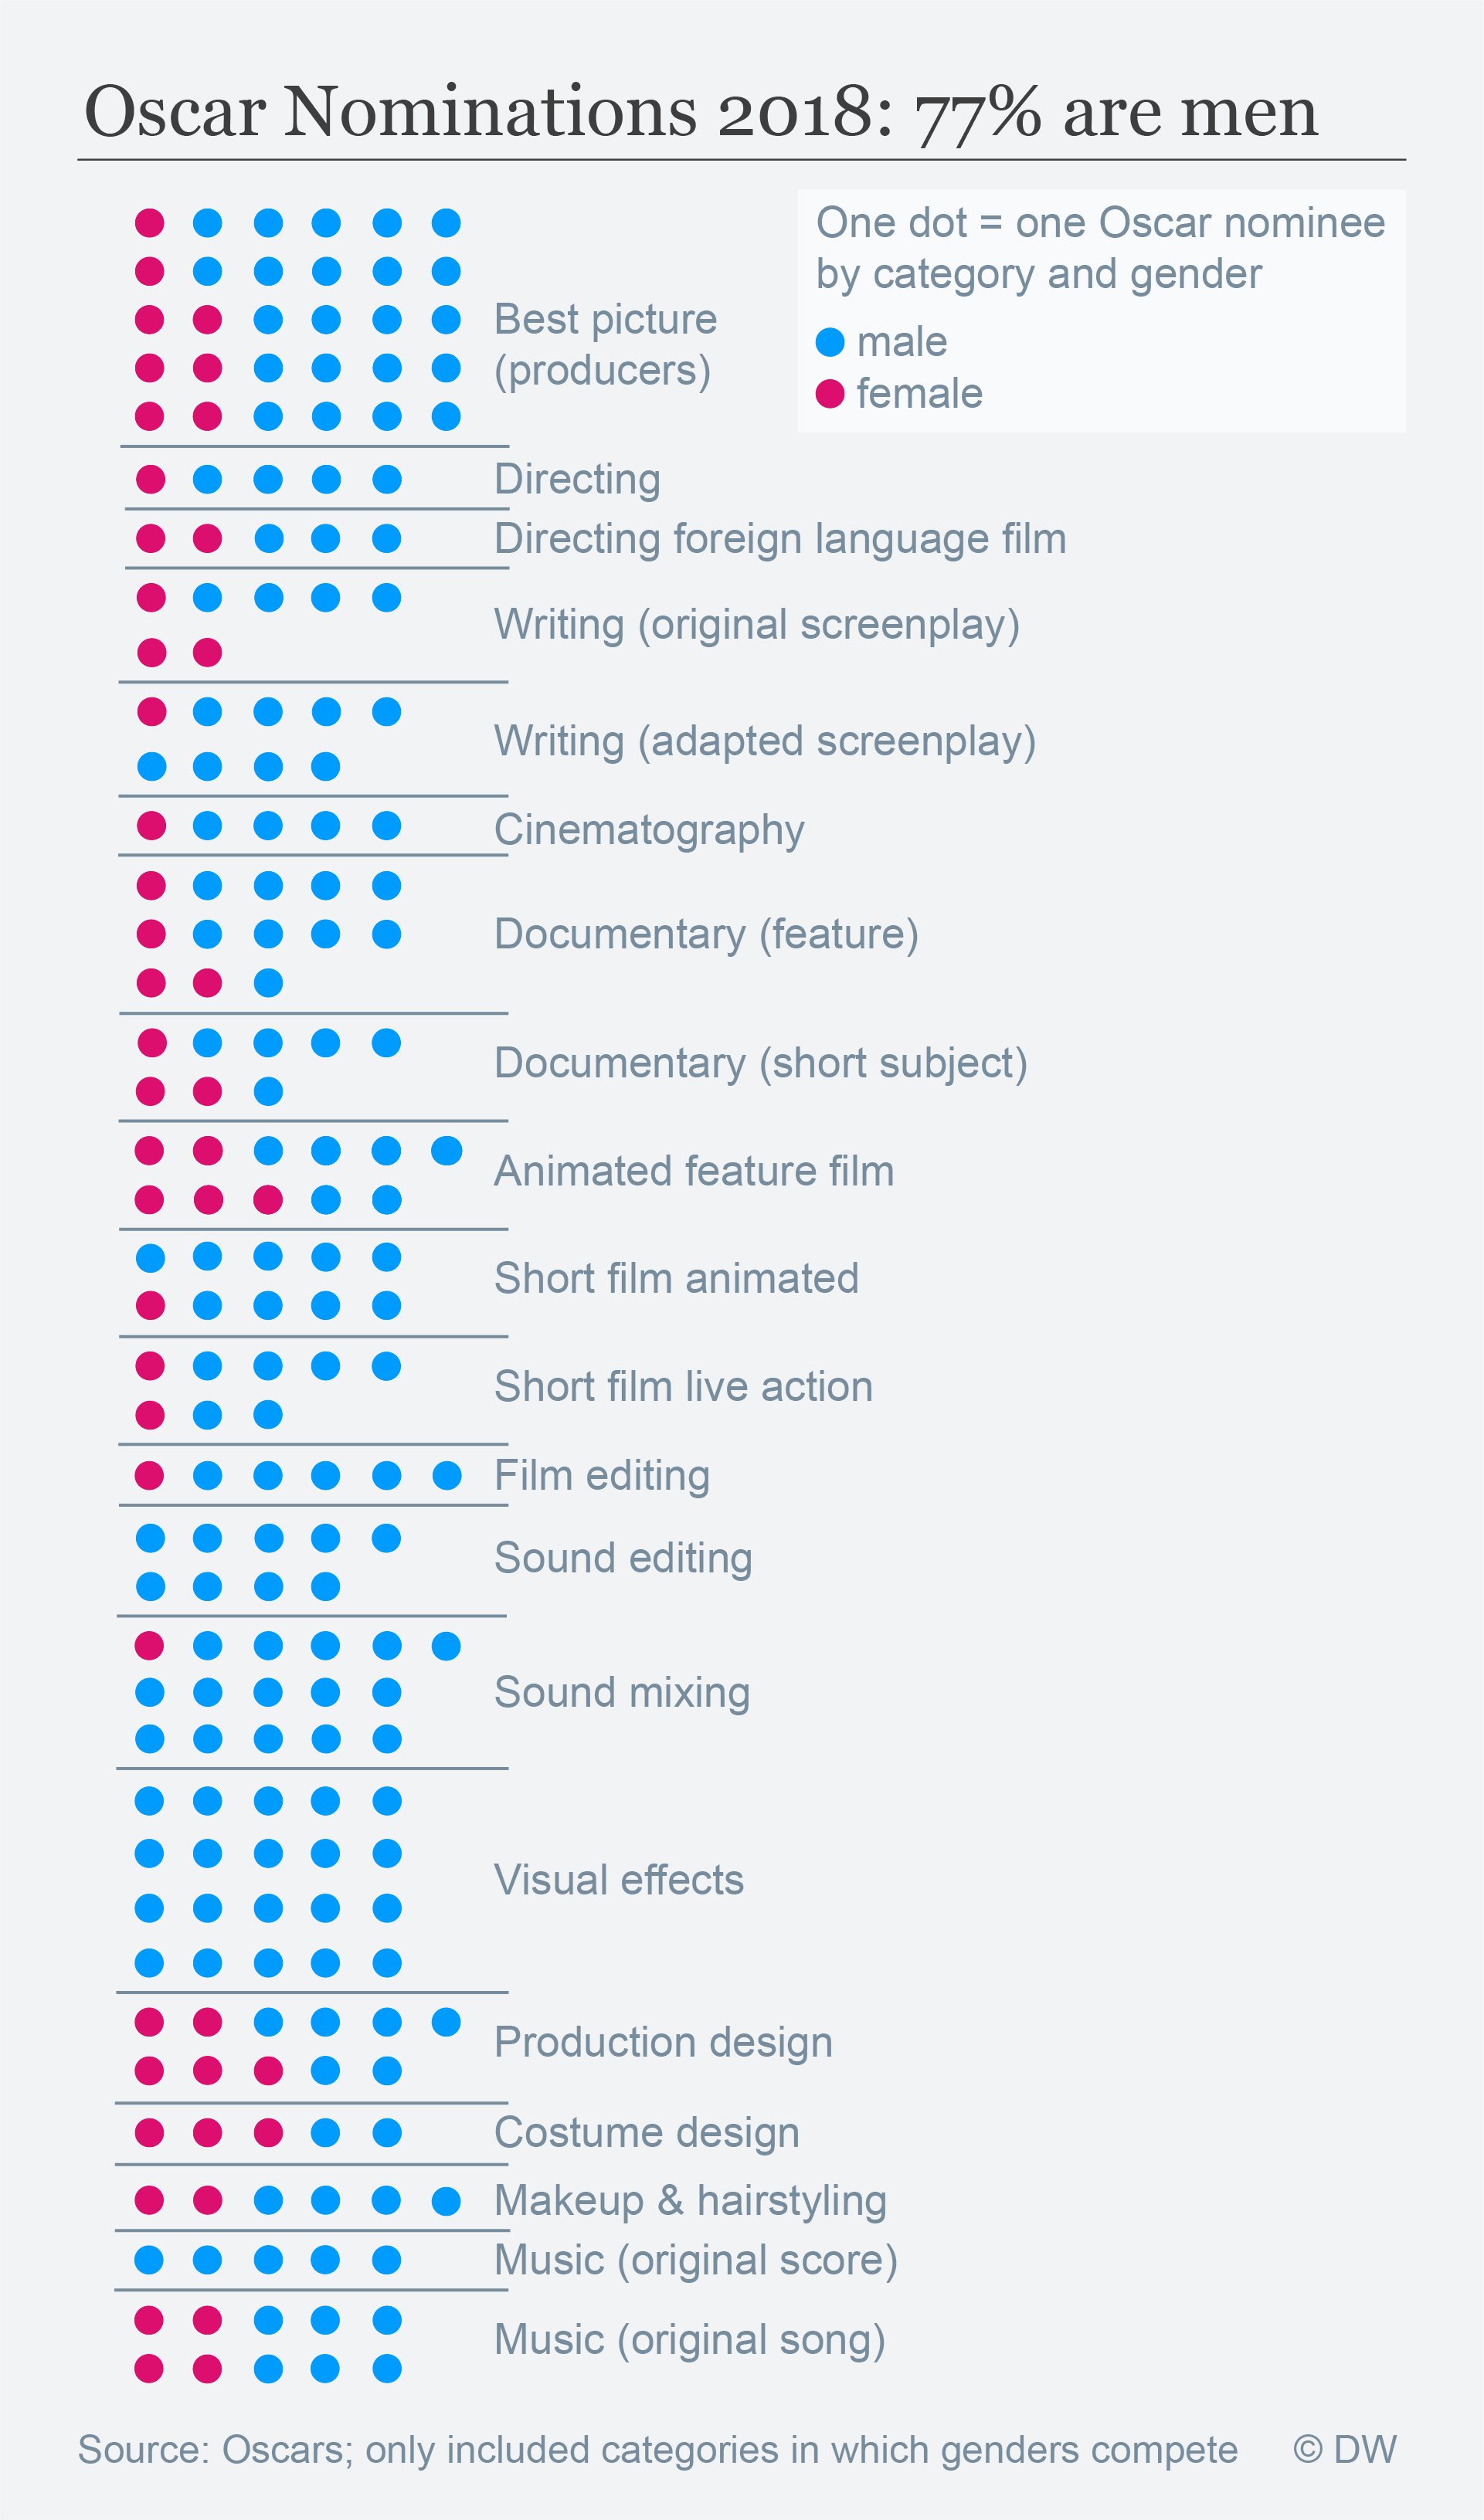 Oscar Nominations 2018: 77% are men
One dot = one Oscar nominee
by category and gender
male
female
Best picture
(producers)
Directing
Directing foreign language film
Writing (original screenplay)
Writing (adapted screenplay)
Cinematography
Documentary (feature)
Documentary (short subject)
Animated feature film
Short film animated
Short film live action
Film editing
Sound editing
Sound mixing
Visual effects
Production design
Costume design
Makeup & hairstyling
Music (original score)
Music (original song)
Source: Oscars; only included categories in which genders compete © DW